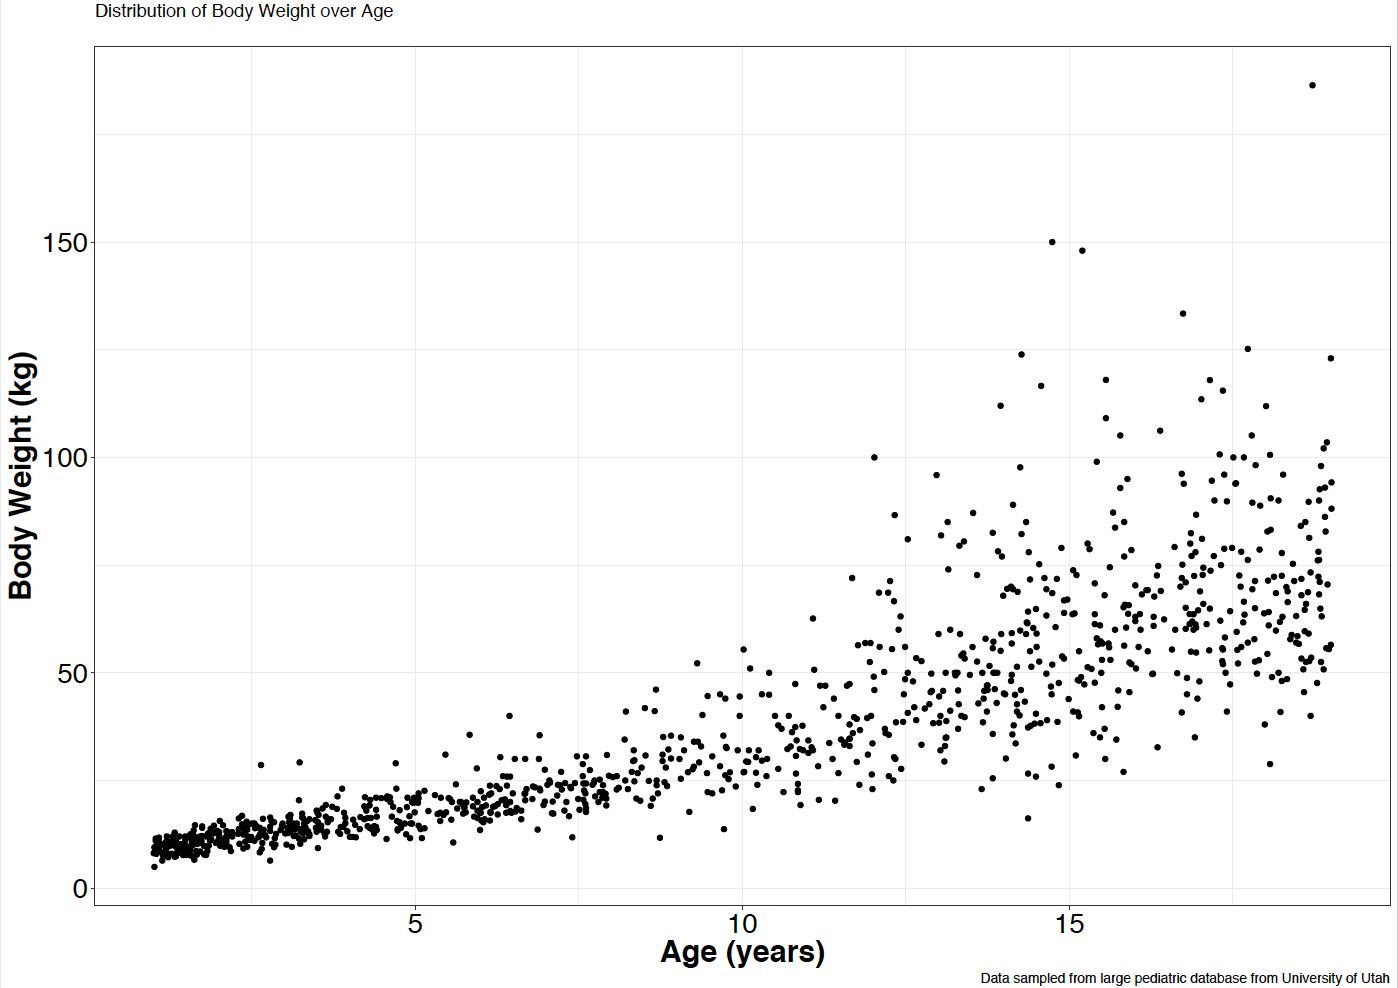 Distribution of Body Weight over Age
150
100
50
0
Body Weight (kg)
5 10 15
Age (years)
Data sampled from large pediatric database from University of Utah